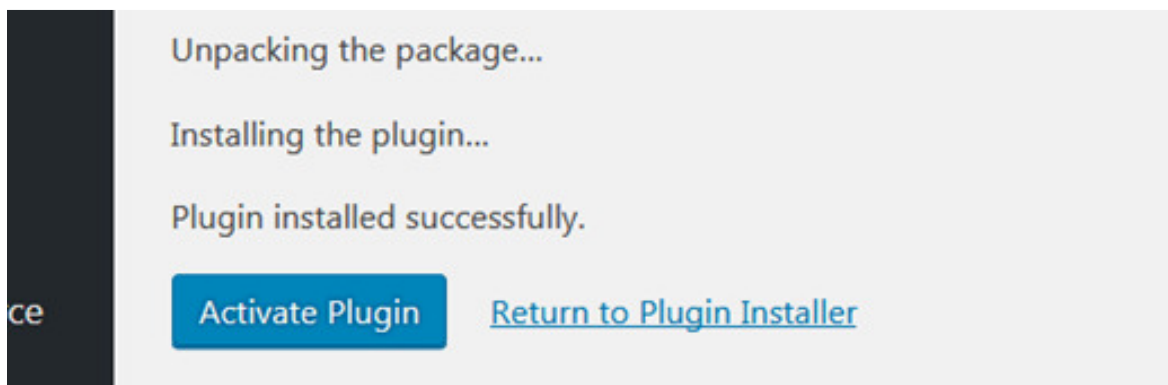 Unpacking the package...
Installing the plugin...
Plugin installed successfully.
ce
Activate Plugin
Return to Plugin Installer